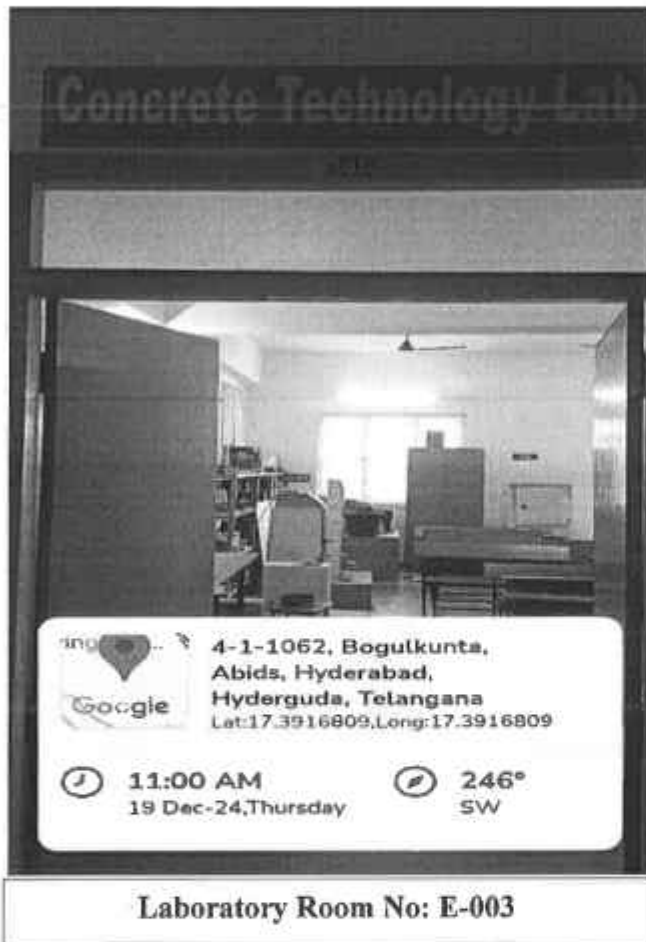 Concrete Technology Lab
4-1-1062, Bogulkunta,
Abids, Hyderabad,
Hyderguda, Telangana
Lat:17.3916809,Long:17.3916809
Google
11:00 AM
19 Dec-24,Thursday
246°
SW
Laboratory Room No: E-003